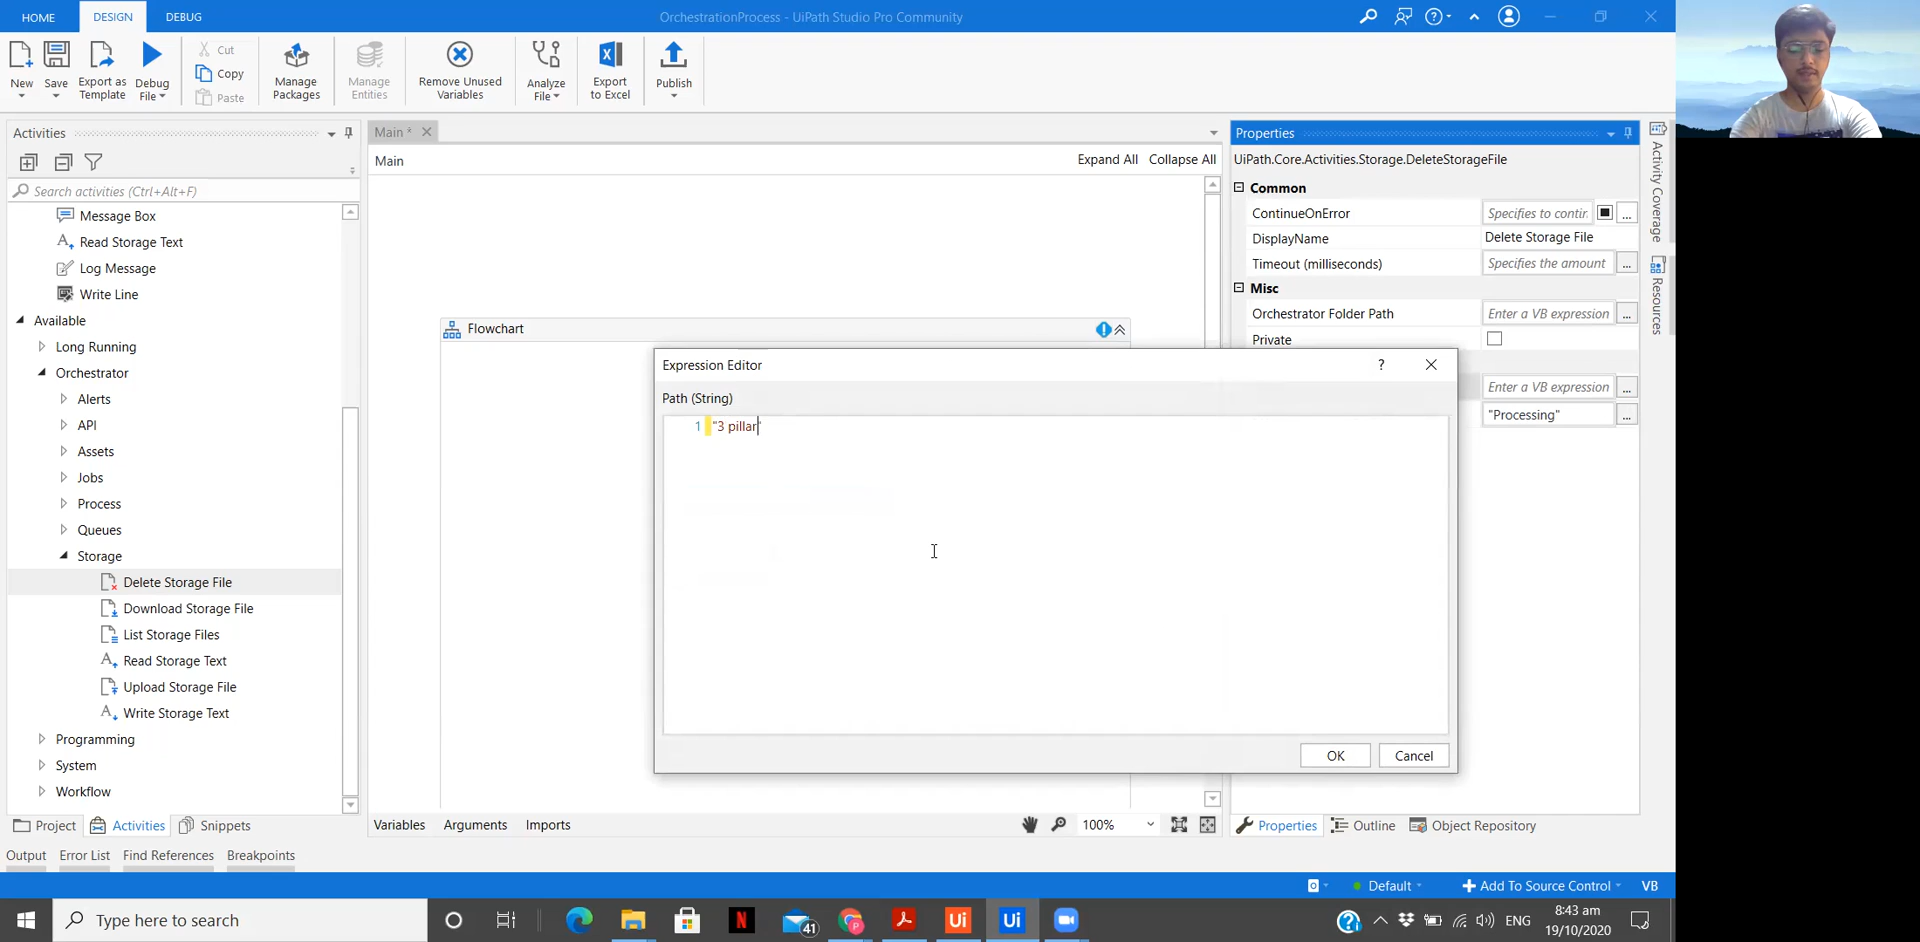 HOME
DESIGN
DEBUG
OrchestrationProcess - UiPath Studio Pro Community
New
Save
Export as Template
Debug File
Cut
Copy
Paste
Manage Packages
Manage Entities
Remove Unused Variables
Analyze File
Export to Excel
Publish
Activities
Search activities (Ctrl+Alt+F)
Message Box
Read Storage Text
Log Message
Write Line
Available
Long Running
Orchestrator
Alerts
API
Assets
Jobs
Process
Queues
Storage
Delete Storage File
Download Storage File
List Storage Files
Read Storage Text
Upload Storage File
Write Storage Text
Programming
System
Workflow
Project
Activities
Snippets
Main *
Main
Expand All
Collapse All
Flowchart
Expression Editor
?
Path (String)
1 "3 pillar"
OK
Cancel
Variables
Arguments
Imports
100%
Properties
UiPath.Core.Activities.Storage.DeleteStorageFile
Common
ContinueOnError
Specifies to contin
...
DisplayName
Delete Storage File
Timeout (milliseconds)
Specifies the amount
...
Misc
Orchestrator Folder Path
Enter a VB expression
...
Private
Enter a VB expression
...
"Processing"
...
Properties
Outline
Object Repository
Activity Coverage
Resources
Output
Error List
Find References
Breakpoints
Default
Add To Source Control
VB
Type here to search
N
41
P
Ui
Ui
ENG
8:43 am
19/10/2020